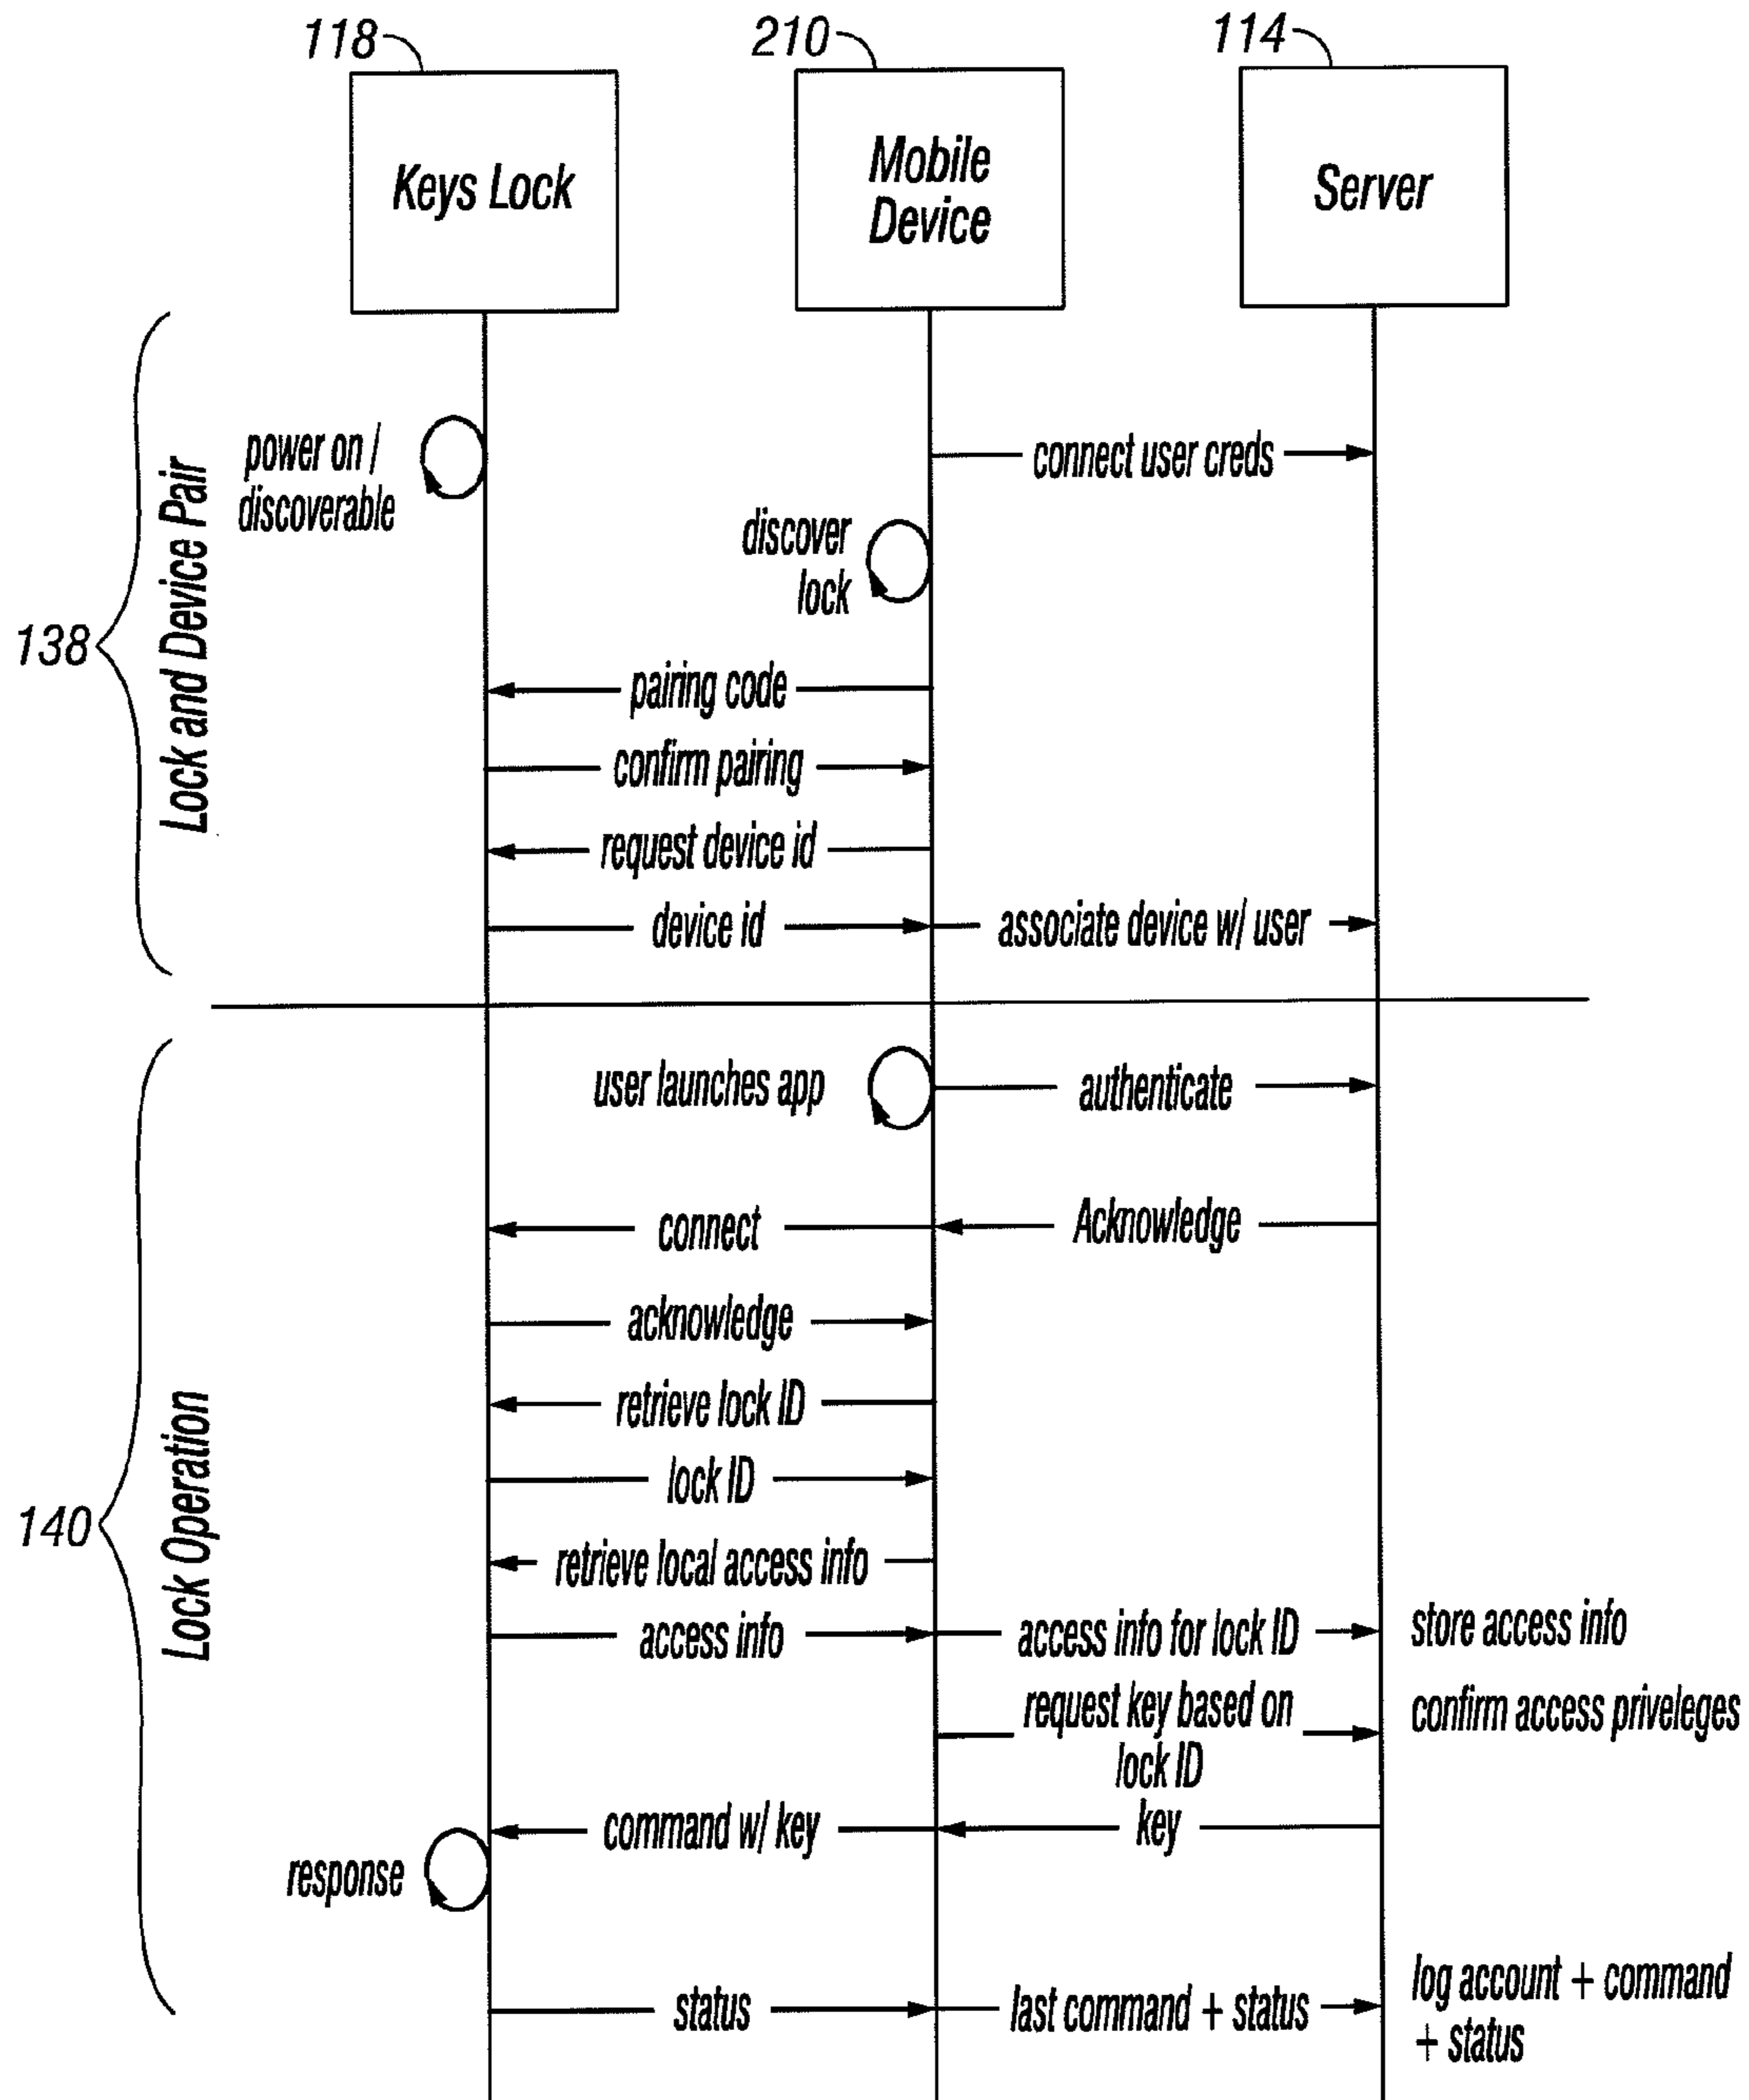 118
210
114
Keys Lock
Mobile
Device
Server
138
Lock and Device Pair
power on /
discoverable
connect user creds
discover
lock
pairing code
confirm pairing
request device id
device id
associate device w/ user
140
Lock Operation
user launches app
authenticate
connect
Acknowledge
acknowledge
retrieve lock ID
lock ID
retrieve local access info
access info
access info for lock ID
store access info
request key based on
lock ID
confirm access priveleges
command w/ key
key
response
status
last command + status
log account + command
+ status